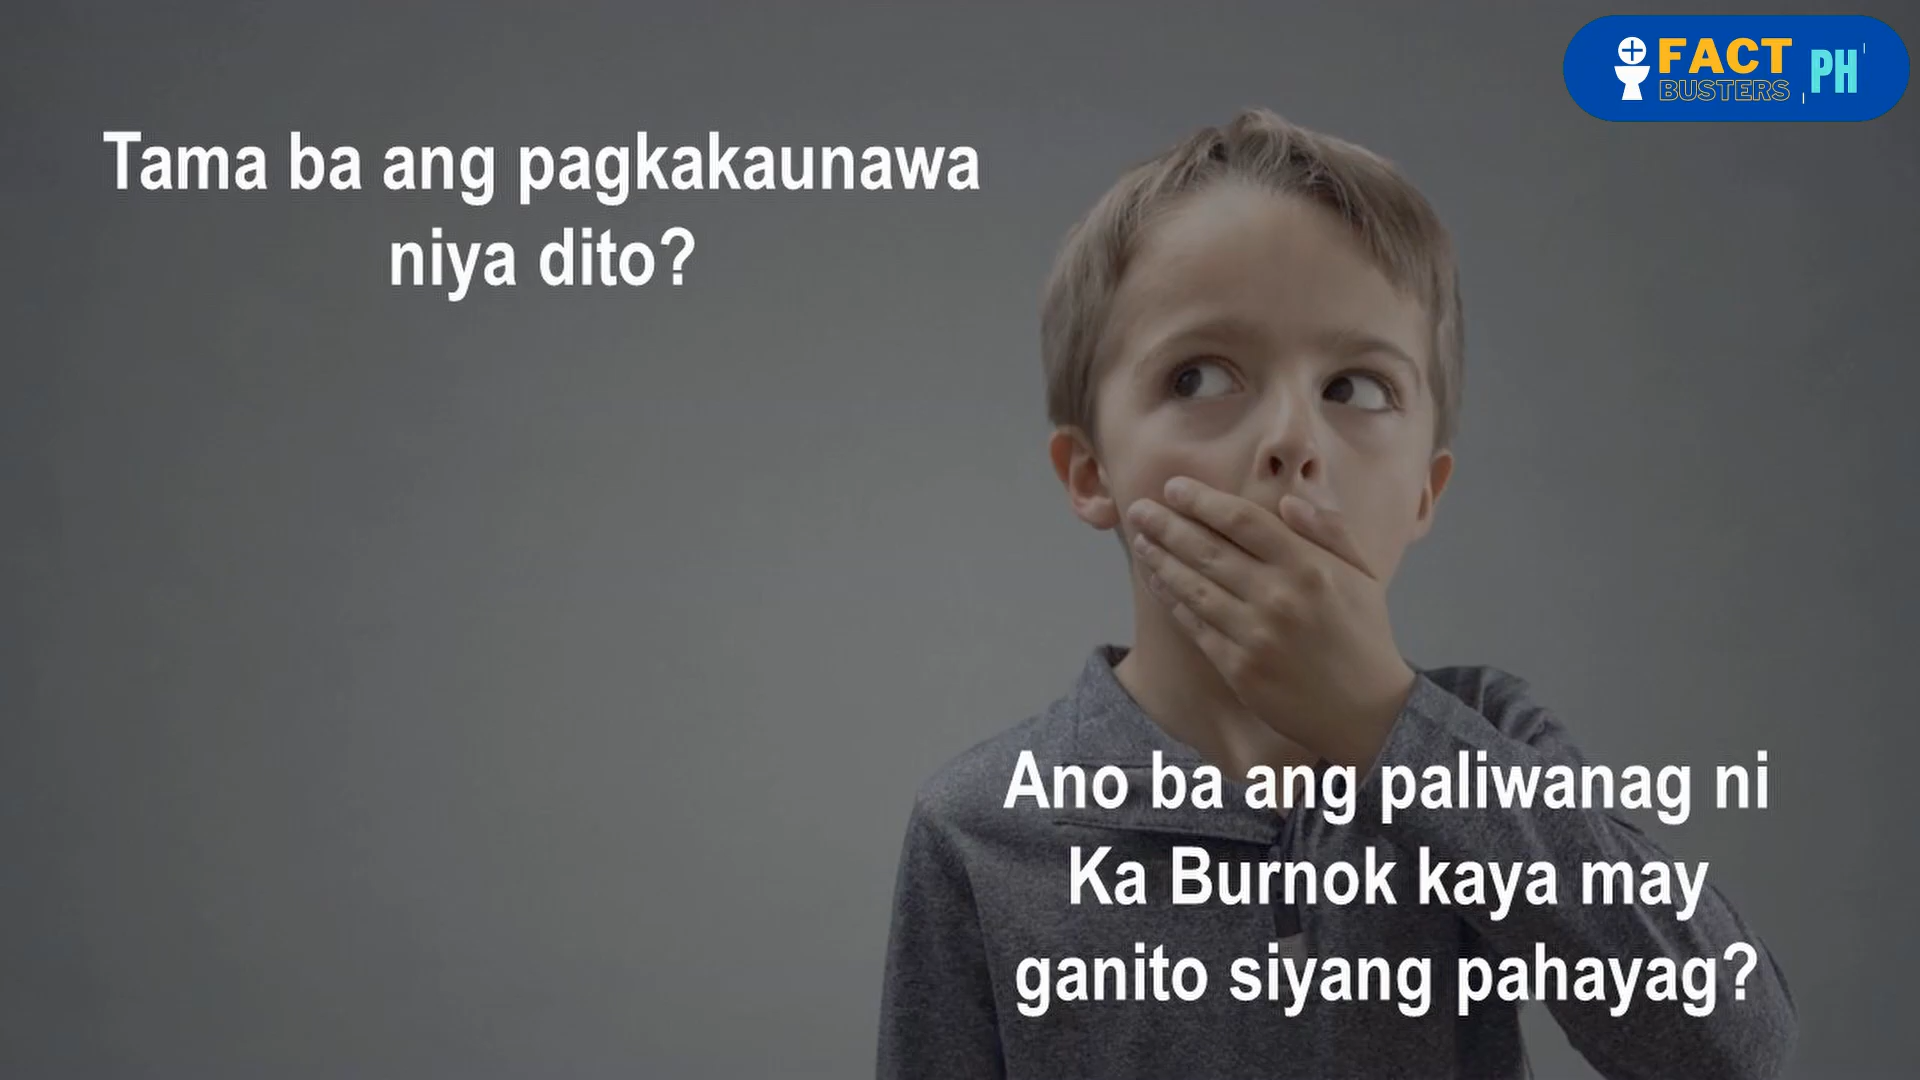 FACT
BUSTERS
PH
Tama ba ang pagkakaunawa
niya dito?
Ano ba ang paliwanag ni
Ka Burnok kaya may
ganito siyang pahayag?